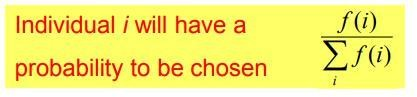 Individual i will have a
probability to be chosen
f(i)
∑ f(i)
i